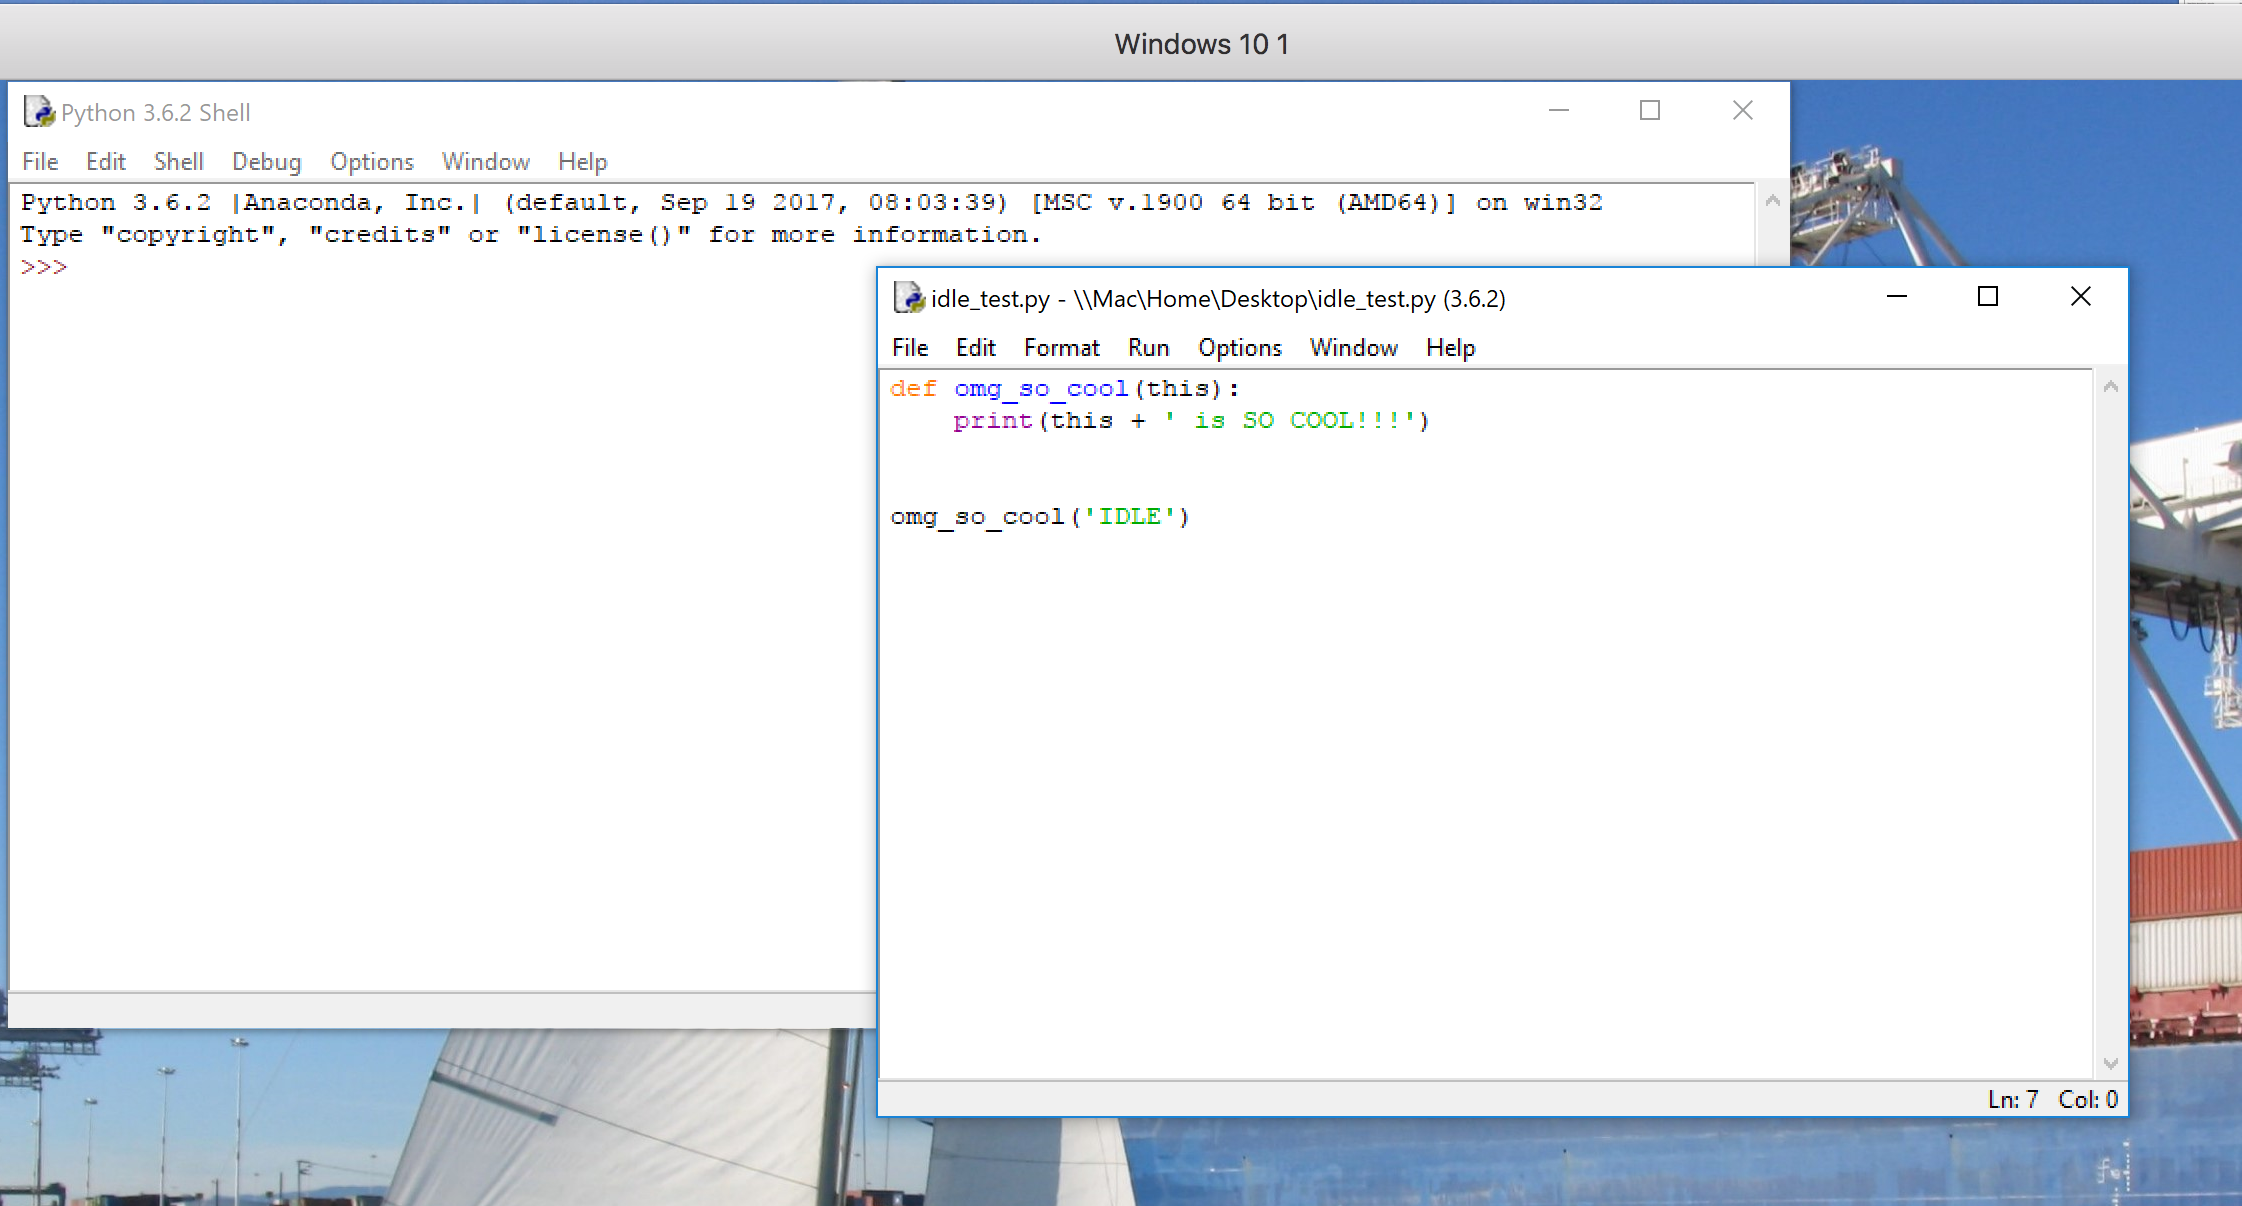 Windows 10 1
Python 3.6.2 Shell
File Edit Shell Debug Options Window Help
Python 3.6.2 |Anaconda, Inc.| (default, Sep 19 2017, 08:03:39) [MSC v.1900 64 bit (AMD64)] on win32
Type "copyright", "credits" or "license()" for more information.
>>>
idle_test.py - \\Mac\Home\Desktop\idle_test.py (3.6.2)
File Edit Format Run Options Window Help
def omg_so_cool(this):
    print(this + ' is SO COOL!!!')
omg_so_cool('IDLE')
Ln: 7 Col: 0